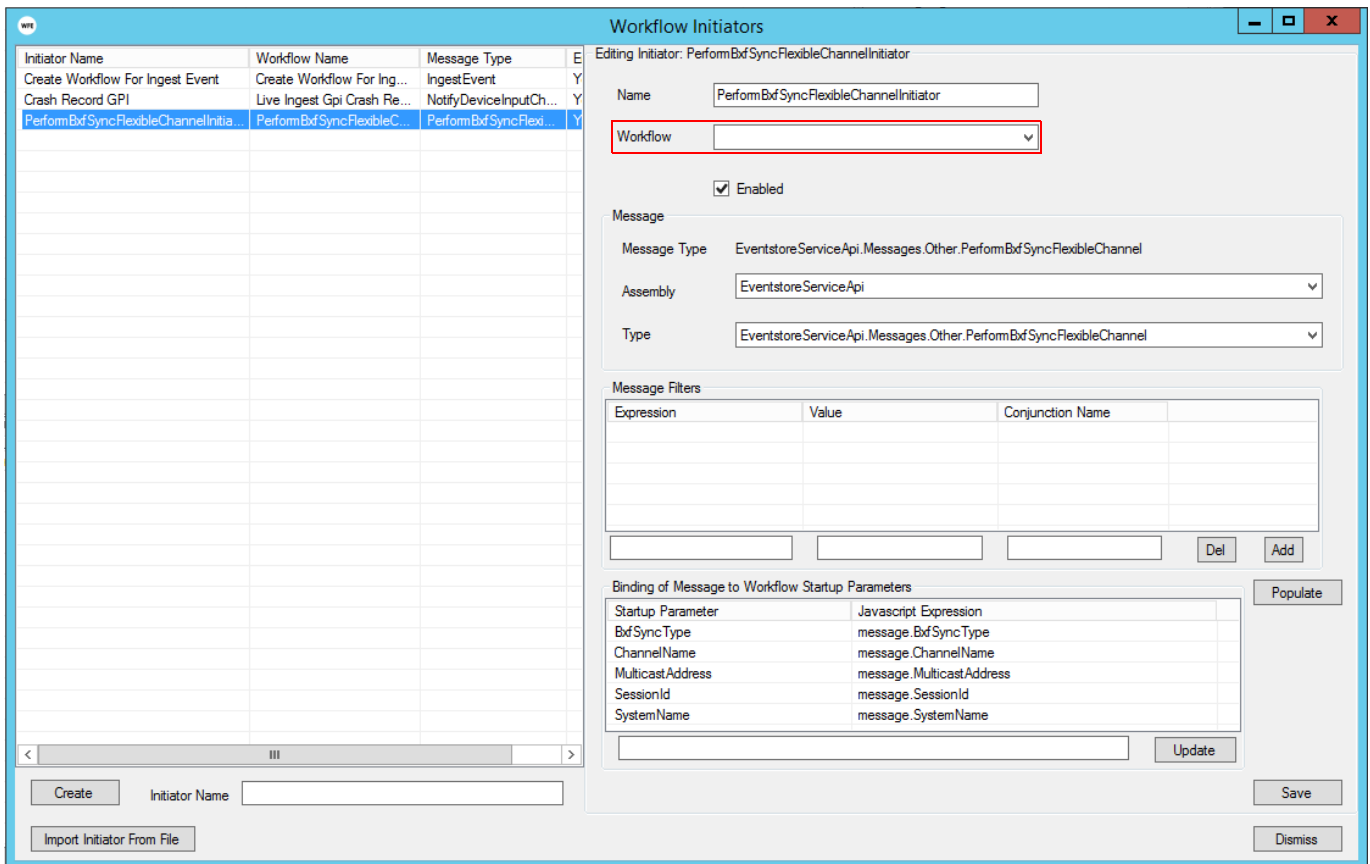 WFE
Workflow Initiators
Initiator Name Workflow Name Message Type E
Create Workflow For Ingest Event Create Workflow For Ing... IngestEvent Y
Crash Record GPI Live Ingest Gpi Crash Re... NotifyDeviceInputCh... Y
PerformBxfSyncFlexibleChannelInitia... PerformBxfSyncFlexibleC... PerformBxfSyncFlexi... Y
Create Initiator Name
Import Initiator From File
Editing Initiator: PerformBxfSyncFlexibleChannelInitiator
Name PerformBxfSyncFlexibleChannelInitiator
Workflow
Enabled
Message
Message Type EventstoreServiceApi.Messages.Other.PerformBxfSyncFlexibleChannel
Assembly EventstoreServiceApi
Type EventstoreServiceApi.Messages.Other.PerformBxfSyncFlexibleChannel
Message Filters
Expression Value Conjunction Name
Del Add
Binding of Message to Workflow Startup Parameters
Populate
Startup Parameter Javascript Expression
BxfSyncType message.BxfSyncType
ChannelName message.ChannelName
MulticastAddress message.MulticastAddress
SessionId message.SessionId
SystemName message.SystemName
Update
Save
Dismiss